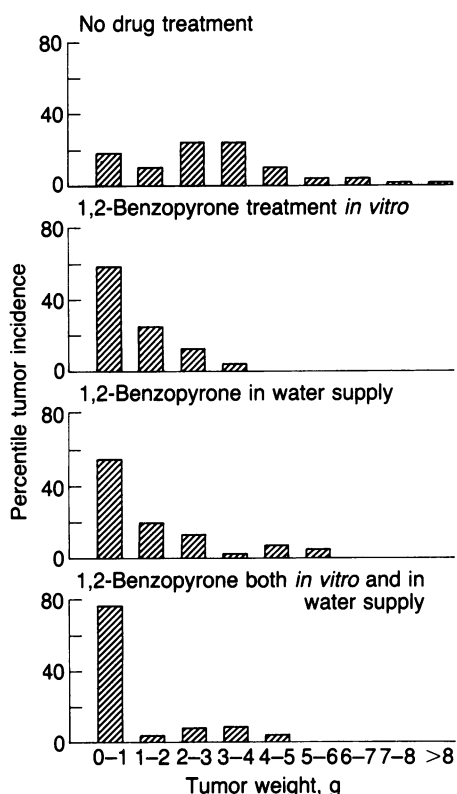 No drug treatment
80
40
0
1,2-Benzopyrone treatment in vitro
80
40
0
1,2-Benzopyrone in water supply
80
40
0
1,2-Benzopyrone both in vitro and in
water supply
80
40
0
Percentile tumor incidence
0–1 1–2 2–3 3–4 4–5 5–6 6–7 7–8 >8
Tumor weight, g